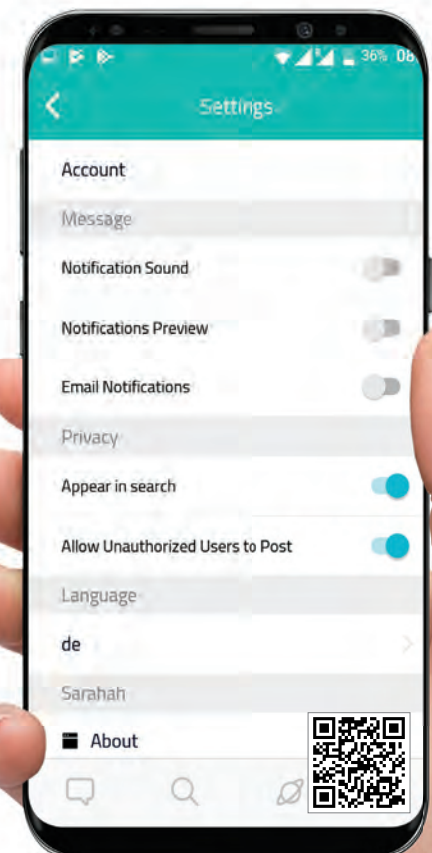 36% 08
Settings
Account
Message
Notification Sound
Notifications Preview
Email Notifications
Privacy
Appear in search
Allow Unauthorized Users to Post
Language
de
Sarahah
About